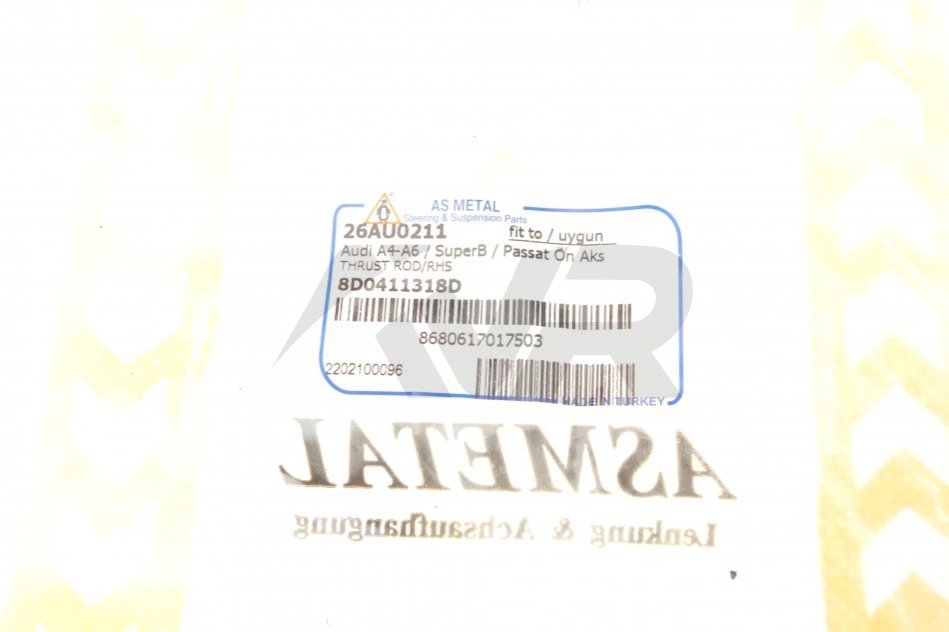 AS METAL
Steering & Suspension Parts
26AU0211 fit to / uygun
Audi A4-A6 / SuperB / Passat Ön Aks
THRUST ROD/RHS
8D0411318D
8680617017503
2202100096
MADE IN TURKEY
ASMETAL
Lenkung & Achsaufhangung